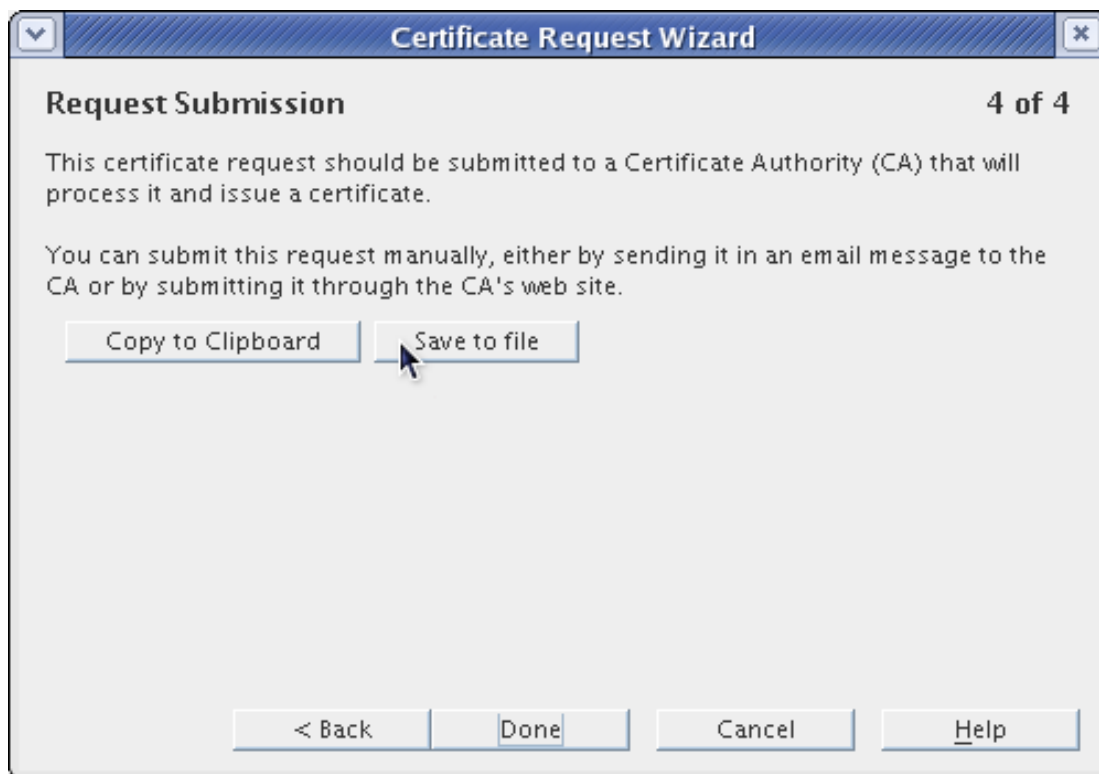 Certificate Request Wizard
Request Submission 4 of 4
This certificate request should be submitted to a Certificate Authority (CA) that will
process it and issue a certificate.
You can submit this request manually, either by sending it in an email message to the
CA or by submitting it through the CA's web site.
Copy to Clipboard Save to file
< Back Done Cancel Help